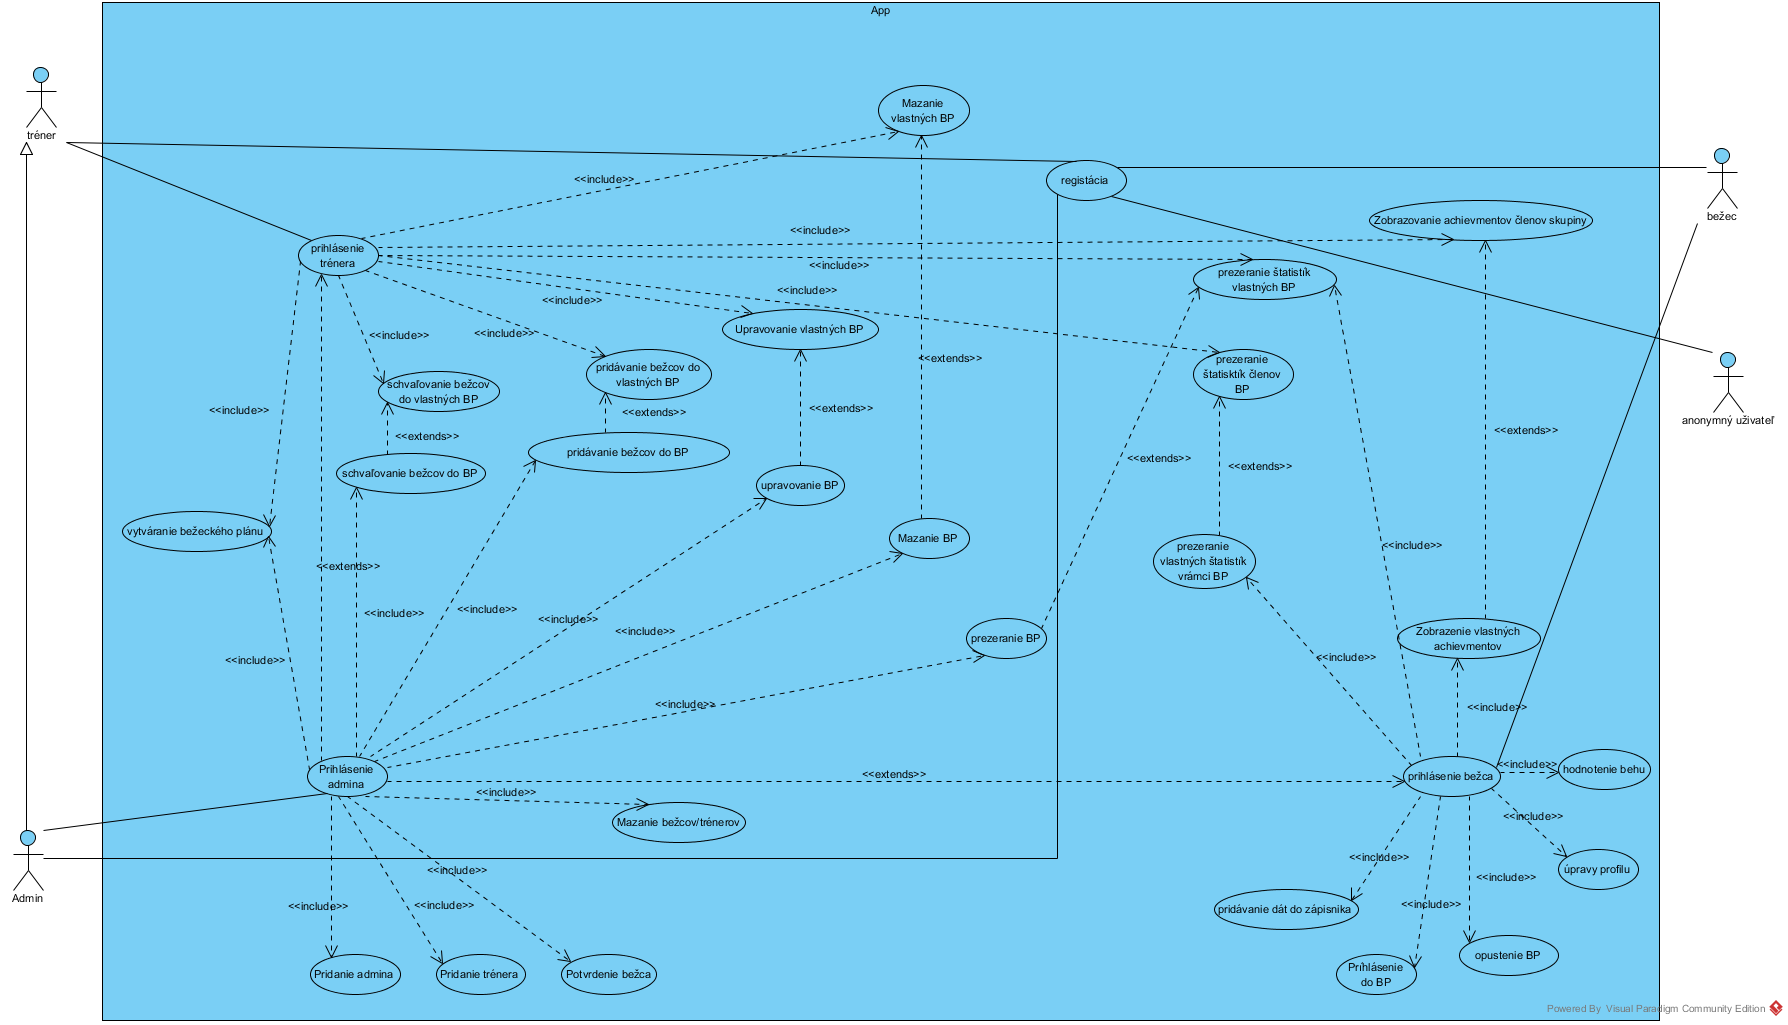 App
tréner
Mazanie
vlastných BP
registácia
bežec
<<include>>
Zobrazovanie achievmentov členov skupiny
prihlásenie
trénera
<<include>>
<<include>>
prezeranie štatistík
vlastných BP
<<include>>
<<include>>
Upravovanie vlastných BP
<<include>>
<<include>>
<<extends>>
prezeranie
štatisktík členov
BP
pridávanie bežcov do
vlastných BP
schvaľovanie bežcov
do vlastných BP
anonymný uživateľ
<<include>>
<<extends>>
<<extends>>
<<extends>>
<<extends>>
pridávanie bežcov do BP
<<extends>>
<<extends>>
schvaľovanie bežcov do BP
upravovanie BP
vytváranie bežeckého plánu
Mazanie BP
<<include>>
prezeranie
vlastných štatistík
vrámci BP
<<extends>>
<<include>>
<<include>>
<<include>>
<<include>>
prezeranie BP
Zobrazenie vlastných
achievmentov
<<include>>
<<include>>
<<include>>
<<include>>
Prihlásenie
admina
<<extends>>
prihlásenie bežca
<<include>>
hodnotenie behu
<<include>>
Mazanie bežcov/trénerov
<<include>>
<<include>>
<<include>>
úpravy profilu
<<include>>
Admin
<<include>>
<<include>>
<<include>>
pridávanie dát do zápisnika
opustenie BP
Pridanie admina
Pridanie trénera
Potvrdenie bežca
Príhlásenie
do BP
Powered By Visual Paradigm Community Edition